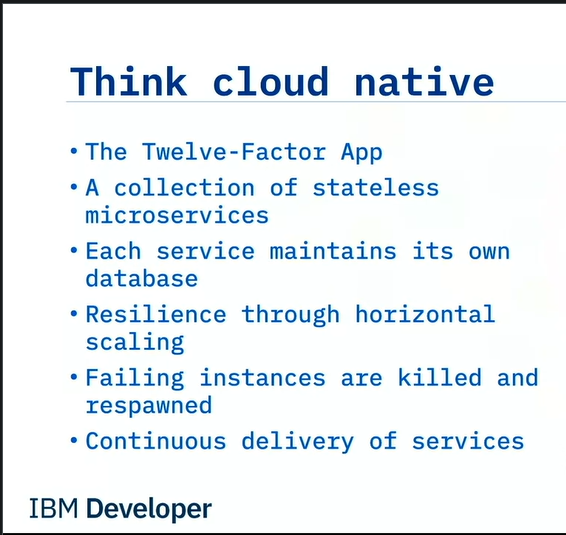 Think cloud native
• The Twelve-Factor App
• A collection of stateless
microservices
• Each service maintains its own
database
• Resilience through horizontal
scaling
• Failing instances are killed and
respawned
• Continuous delivery of services
IBM Developer